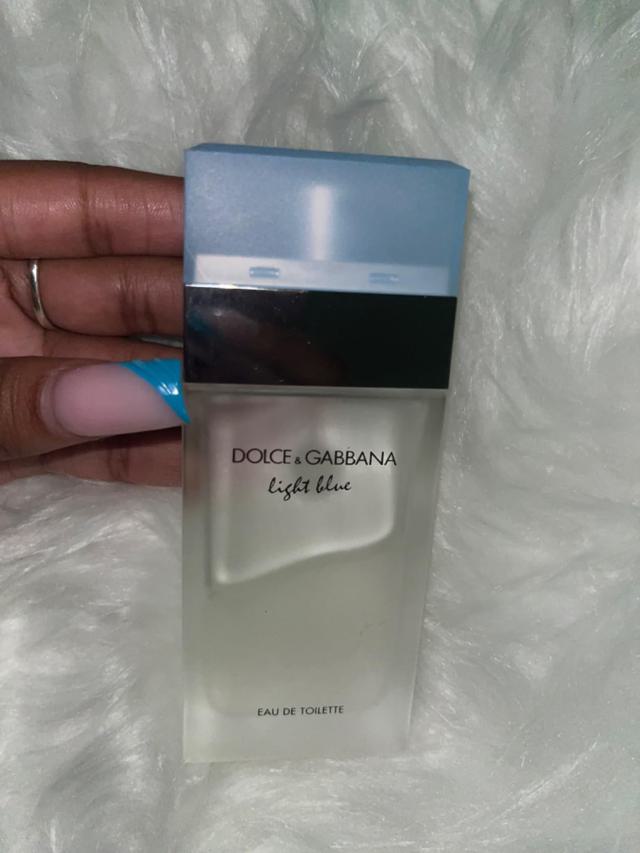 DOLCE & GABBANA
light blue
EAU DE TOILETTE